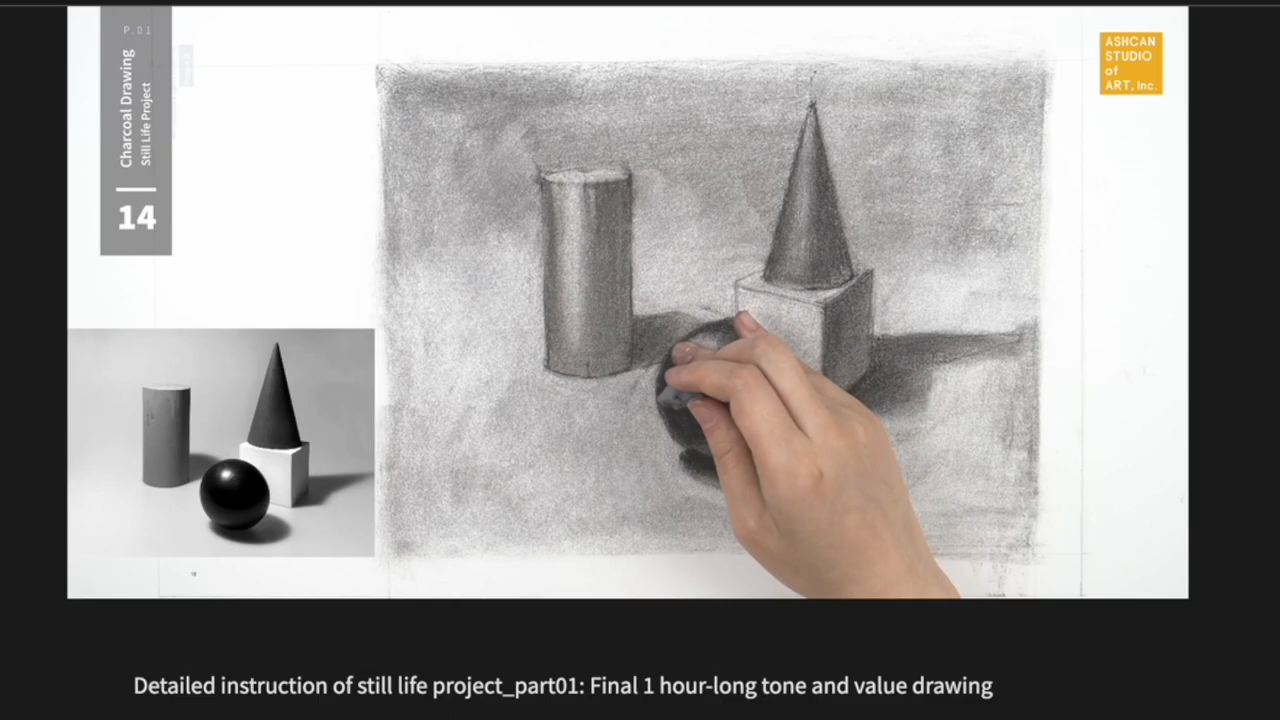 P.01
Charcoal Drawing
Still Life Project
14
ASHCAN
STUDIO
of
ART, Inc.
Detailed instruction of still life project_part01: Final 1 hour-long tone and value drawing